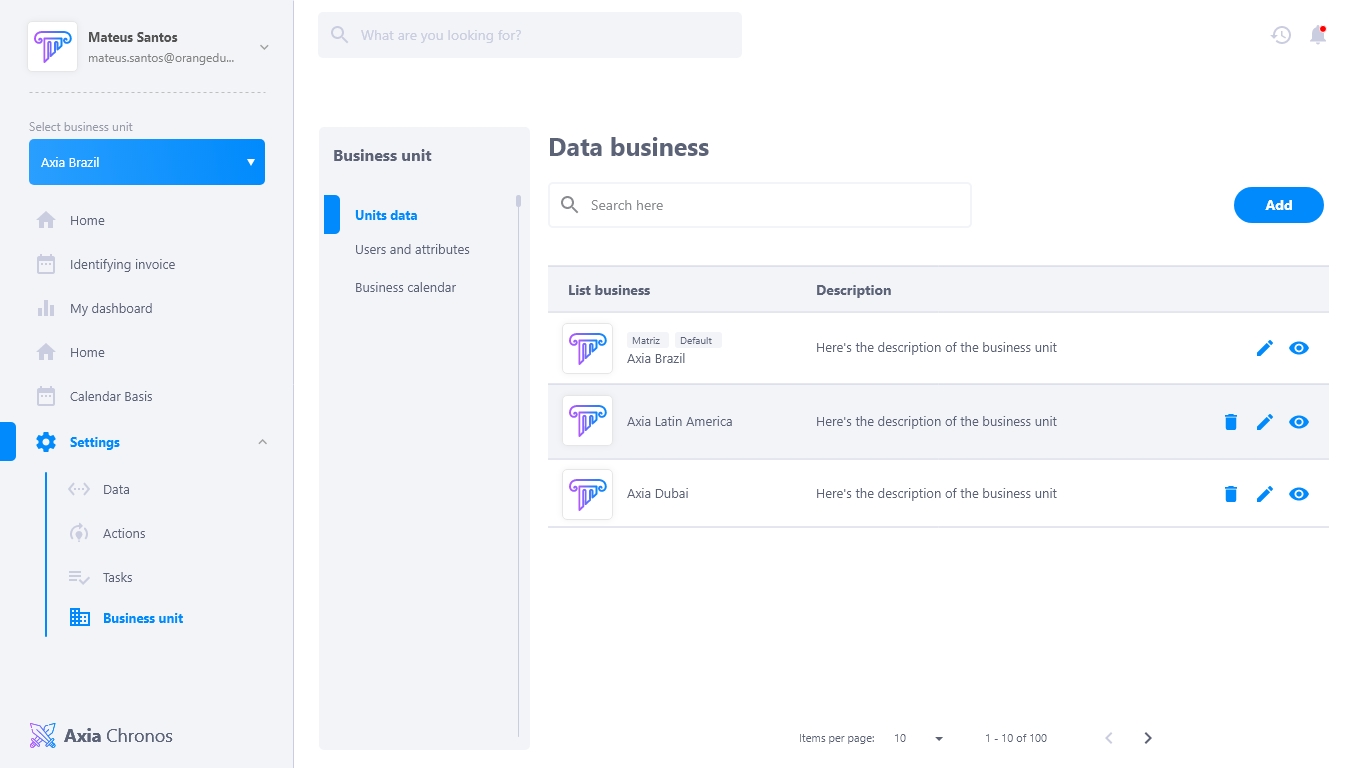 Mateus Santos
mateus.santos@orangedu...
Select business unit
Axia Brazil
Home
Identifying invoice
My dashboard
Home
Calendar Basis
Settings
Data
Actions
Tasks
Business unit
Axia Chronos
What are you looking for?
Business unit
Units data
Users and attributes
Business calendar
Data business
Search here
Add
List business Description
Matriz Default
Axia Brazil
Here's the description of the business unit
Axia Latin America
Here's the description of the business unit
Axia Dubai
Here's the description of the business unit
Items per page: 10 1 - 10 of 100